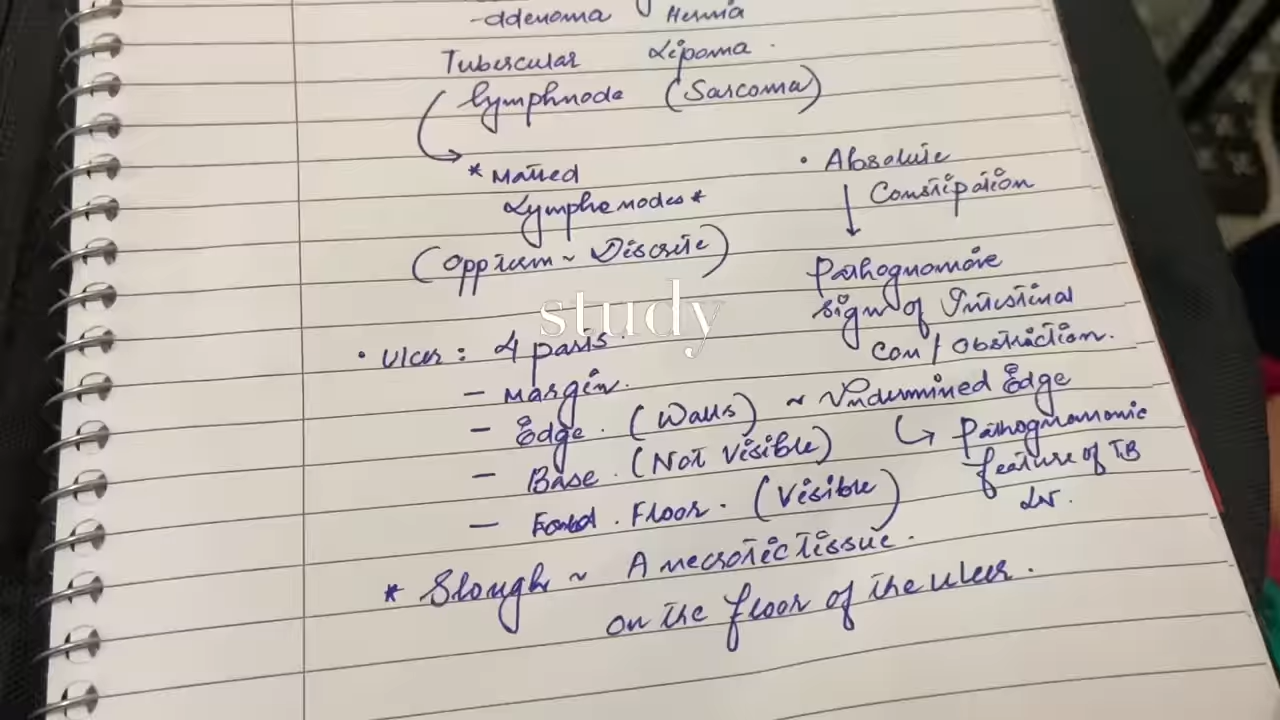 -adenoma Hernia
Tubercular Lipoma .
lymphnode (Sarcoma)
* Matted
Lymphenodes *
(Oppium ~ Discrete)
• Absolute
Constipation
Pathognomonic
sign of Intestinal
con/obstruction.
study
• Ulcer : 4 parts.
- Margin.
- Edge. (Walls) ~ Undermined Edge
- Base. (Not visible)
- Floor. (Visible)
Pathognomonic
feature of TB
LN.
* Slough ~ A necrotic tissue.
on the floor of the ulcer.